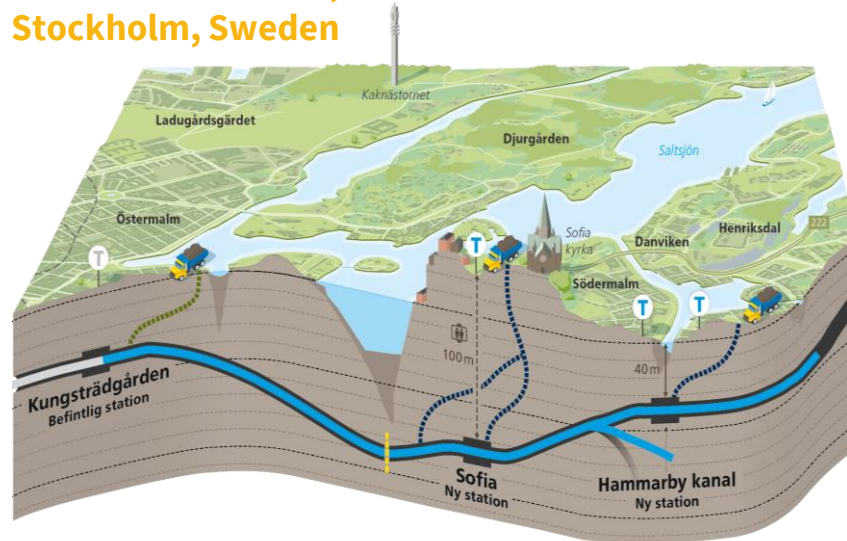 Stockholm, Sweden
Kaknästornet
Ladugårdsgärdet
Djurgården
Saltsjön
Östermalm
Sofia
kyrka
Danviken
Henriksdal
222
Södermalm
T
T
T
T
100 m
40 m
Kungsträdgården
Befintlig station
Sofia
Ny station
Hammarby kanal
Ny station